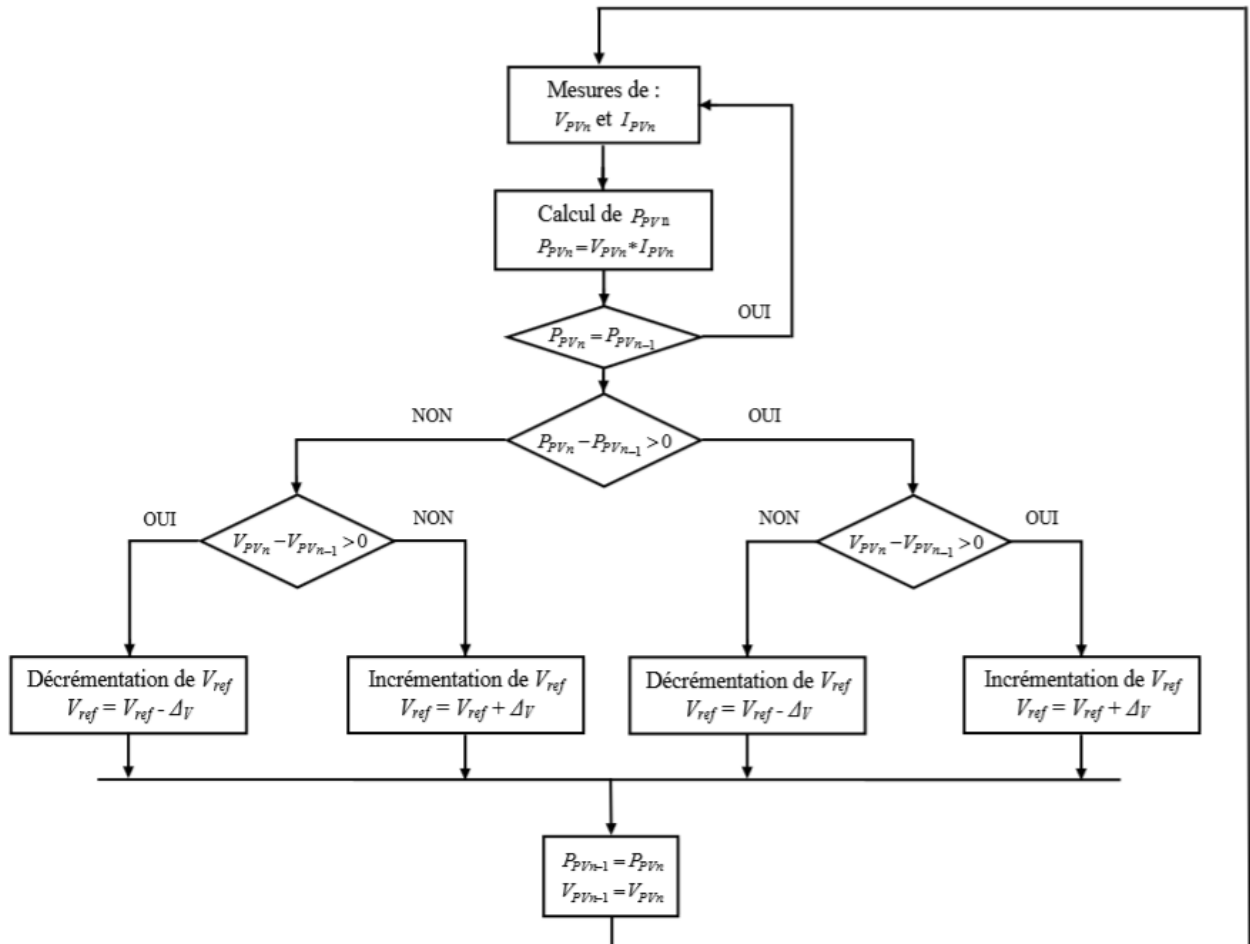 Mesures de :
V_PVn et I_PVn
Calcul de P_PVn
P_PVn = V_PVn * I_PVn
OUI
P_PVn = P_PVn–1
NON
OUI
P_PVn – P_PVn–1 > 0
OUI
NON
NON
OUI
V_PVn – V_PVn–1 > 0
V_PVn – V_PVn–1 > 0
Décrémentation de V_ref
V_ref = V_ref - Δ_V
Incrémentation de V_ref
V_ref = V_ref + Δ_V
Décrémentation de V_ref
V_ref = V_ref - Δ_V
Incrémentation de V_ref
V_ref = V_ref + Δ_V
P_PVn–1 = P_PVn
V_PVn–1 = V_PVn